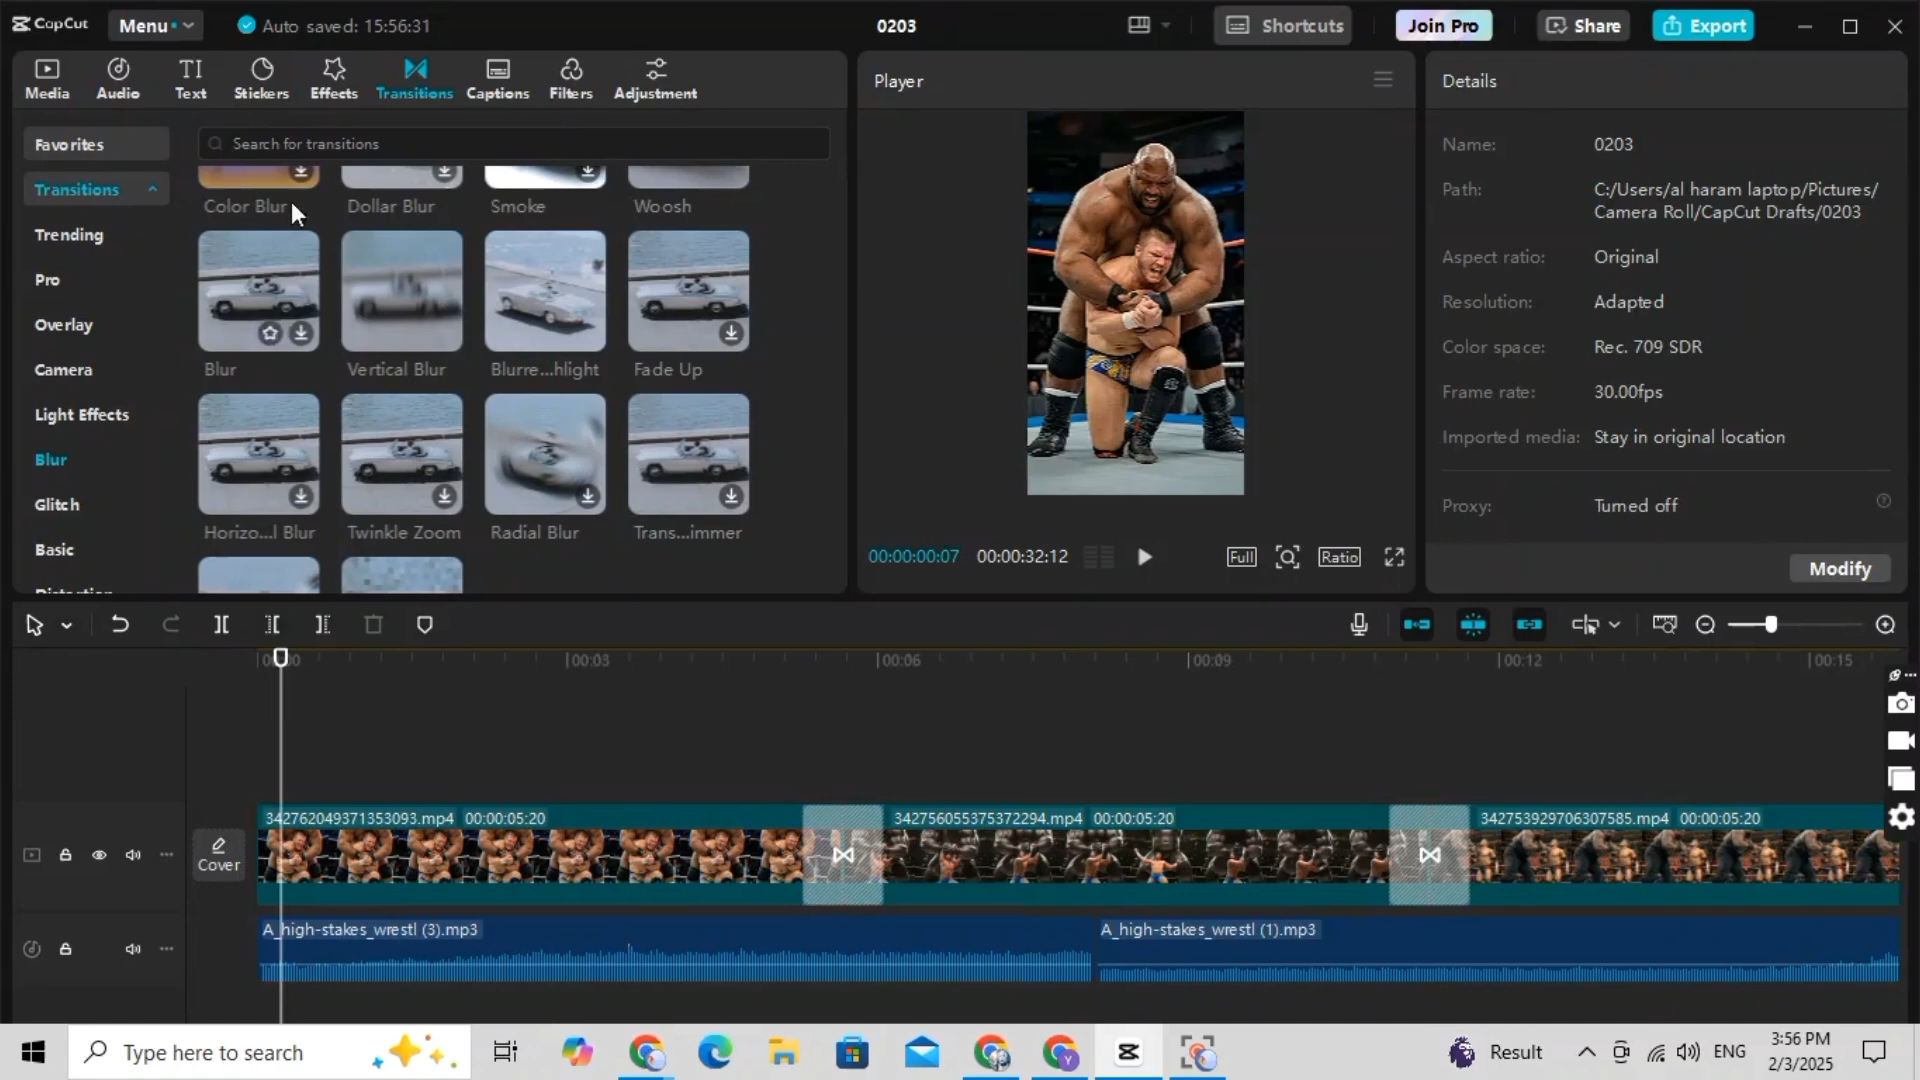 CapCut
Menu
Auto saved: 15:56:31
0203
Shortcuts
Join Pro
Share
Export
Media
Audio
TI
Text
Stickers
Effects
Transitions
Captions
Filters
Adjustment
Player
Details
Favorites
Search for transitions
Transitions
Trending
Pro
Overlay
Camera
Light Effects
Blur
Glitch
Basic
Distortion
Color Blur
Dollar Blur
Smoke
Woosh
Blur
Vertical Blur
Blurre...hlight
Fade Up
Horizo...l Blur
Twinkle Zoom
Radial Blur
Trans...immer
00:00:00:07
00:00:32:12
Full
Ratio
Name:
0203
Path:
C:/Users/al haram laptop/Pictures/
Camera Roll/CapCut Drafts/0203
Aspect ratio:
Original
Resolution:
Adapted
Color space:
Rec. 709 SDR
Frame rate:
30.00fps
Imported media:
Stay in original location
Proxy:
Turned off
Modify
00:03
00:06
00:09
00:12
00:15
Cover
342762049371353093.mp4 00:00:05:20
342756055375372294.mp4 00:00:05:20
342753929706307585.mp4 00:00:05:20
A_high-stakes_wrestl (3).mp3
A_high-stakes_wrestl (1).mp3
Type here to search
Result
ENG
3:56 PM
2/3/2025